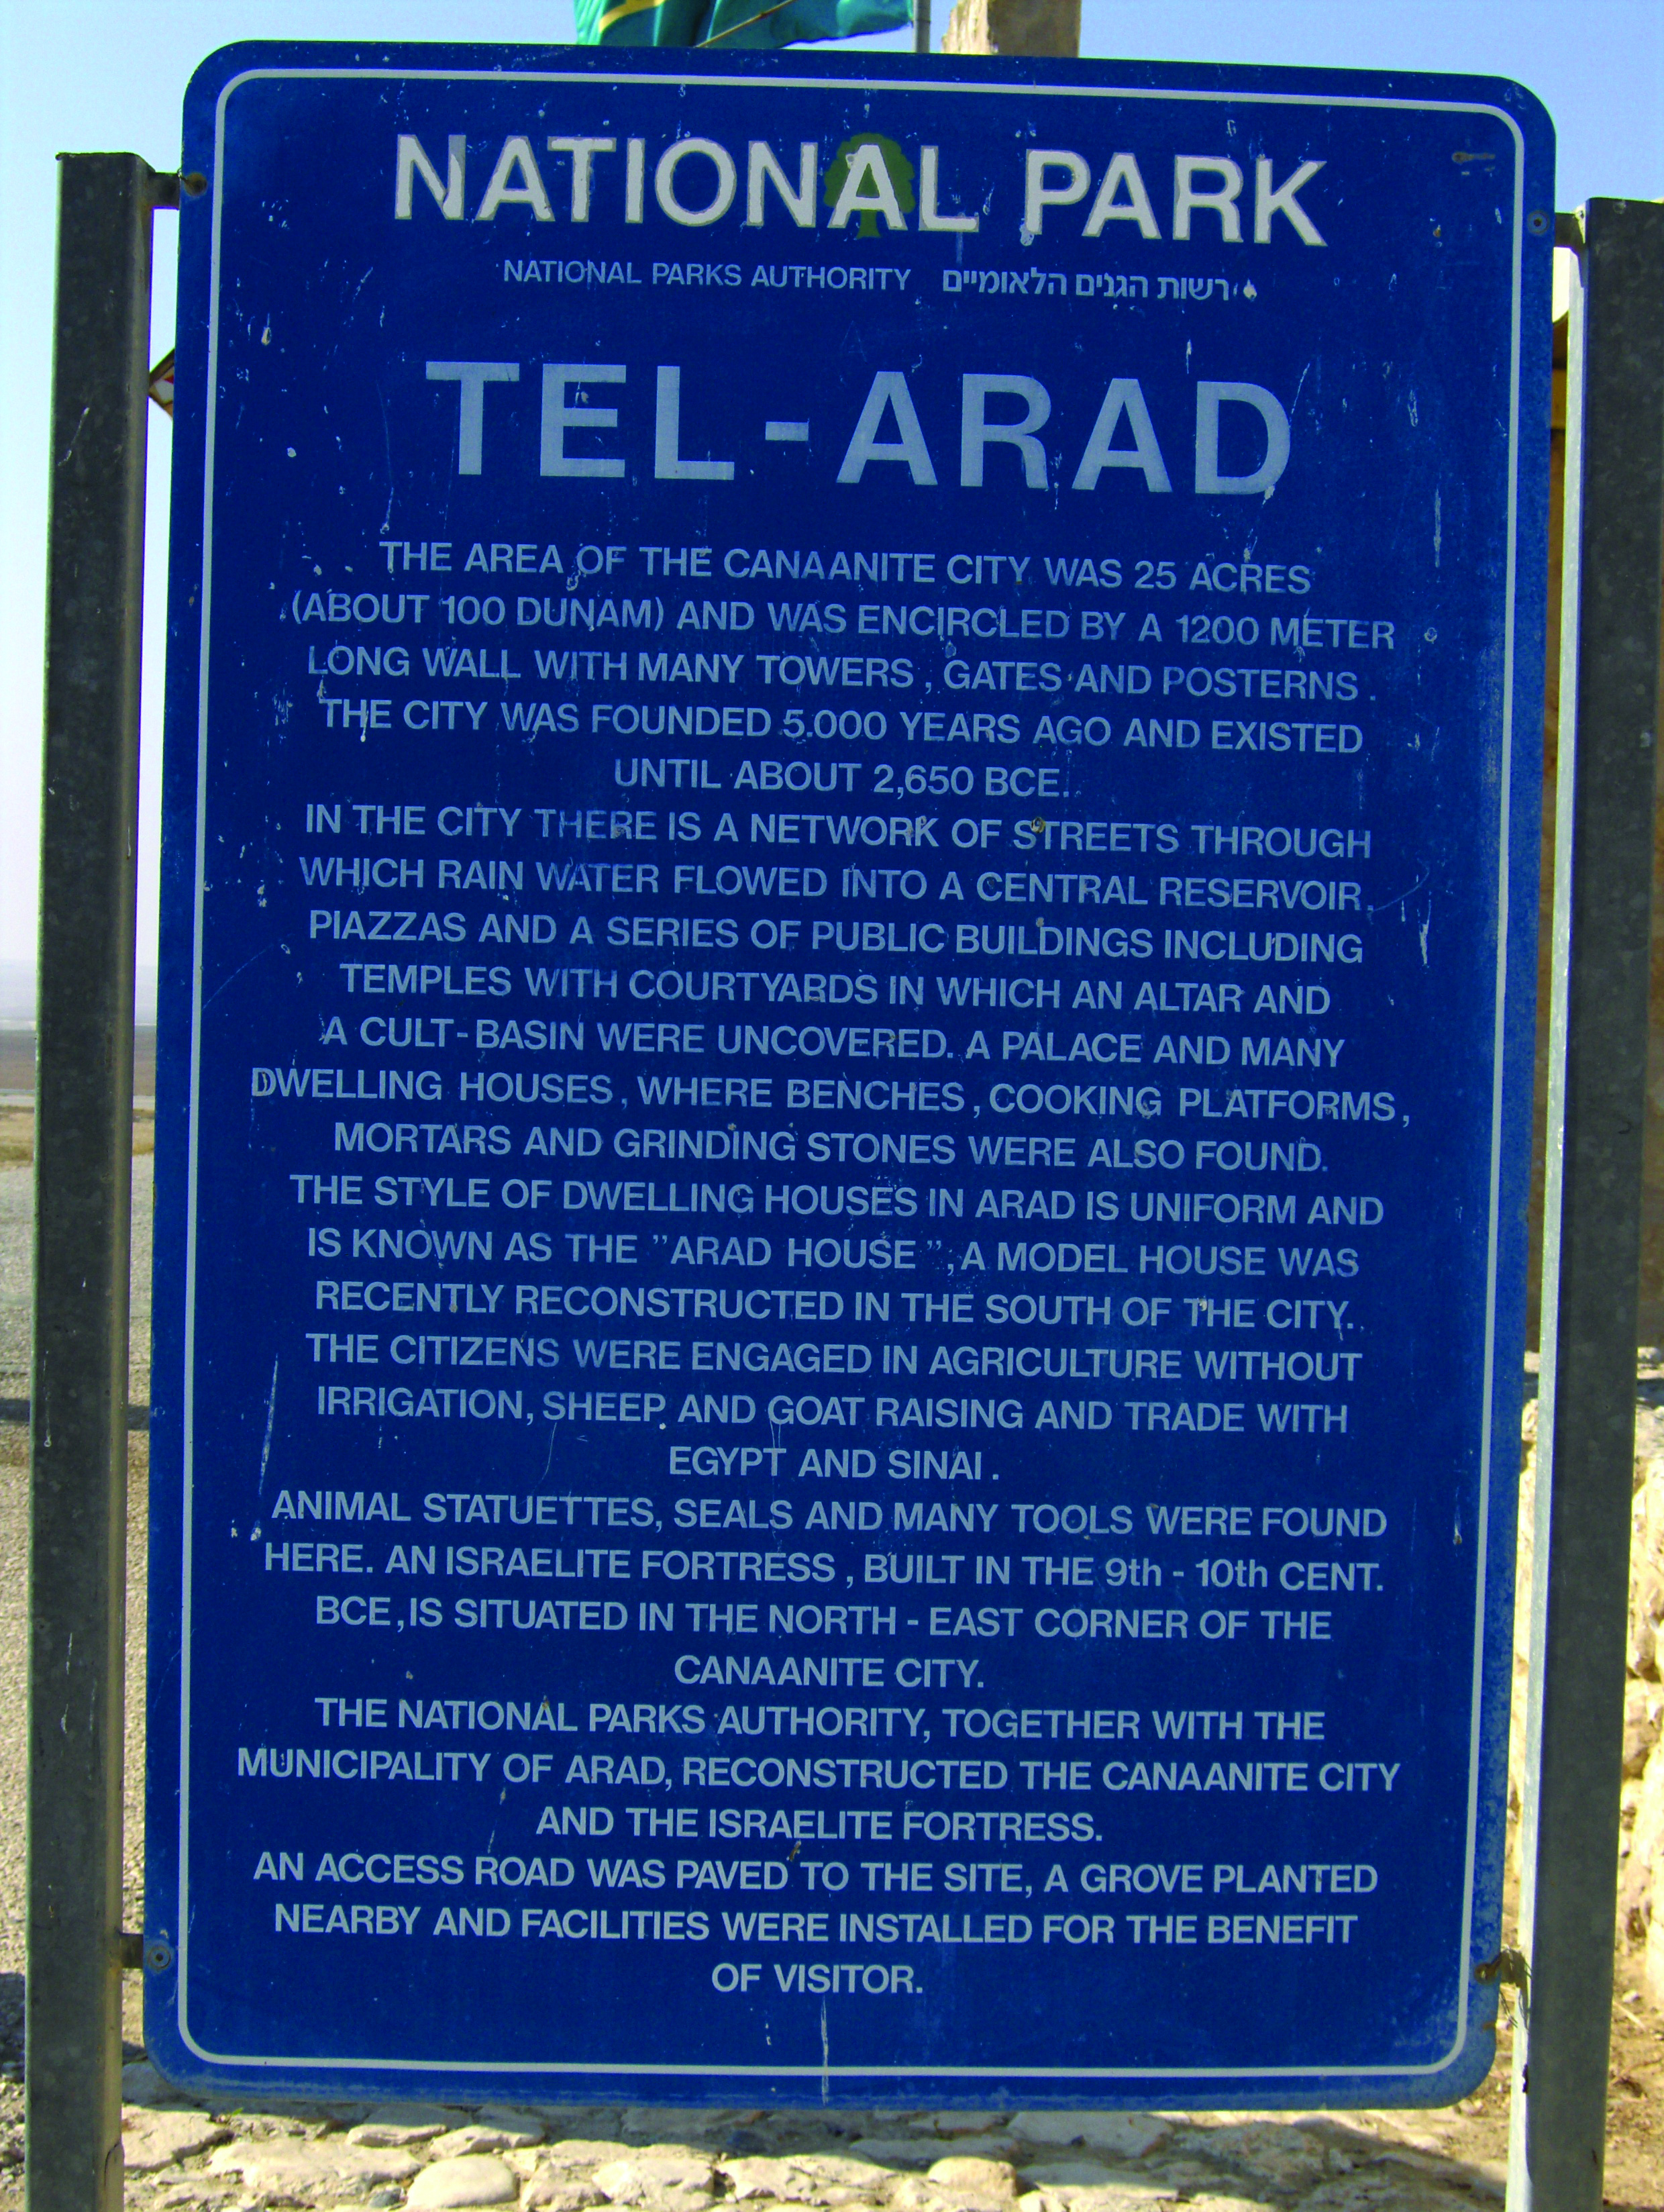 NATIONAL PARK
NATIONAL PARKS AUTHORITY רשות הגנים הלאומיים
TEL-ARAD
THE AREA OF THE CANAANITE CITY WAS 25 ACRES
(ABOUT 100 DUNAM) AND WAS ENCIRCLED BY A 1200 METER
LONG WALL WITH MANY TOWERS , GATES AND POSTERNS .
THE CITY WAS FOUNDED 5.000 YEARS AGO AND EXISTED
UNTIL ABOUT 2,650 BCE.
IN THE CITY THERE IS A NETWORK OF STREETS THROUGH
WHICH RAIN WATER FLOWED INTO A CENTRAL RESERVOIR.
PIAZZAS AND A SERIES OF PUBLIC BUILDINGS INCLUDING
TEMPLES WITH COURTYARDS IN WHICH AN ALTAR AND
A CULT-BASIN WERE UNCOVERED. A PALACE AND MANY
DWELLING HOUSES, WHERE BENCHES, COOKING PLATFORMS,
MORTARS AND GRINDING STONES WERE ALSO FOUND.
THE STYLE OF DWELLING HOUSES IN ARAD IS UNIFORM AND
IS KNOWN AS THE "ARAD HOUSE", A MODEL HOUSE WAS
RECENTLY RECONSTRUCTED IN THE SOUTH OF THE CITY.
THE CITIZENS WERE ENGAGED IN AGRICULTURE WITHOUT
IRRIGATION, SHEEP AND GOAT RAISING AND TRADE WITH
EGYPT AND SINAI .
ANIMAL STATUETTES, SEALS AND MANY TOOLS WERE FOUND
HERE. AN ISRAELITE FORTRESS , BUILT IN THE 9th - 10th CENT.
BCE, IS SITUATED IN THE NORTH - EAST CORNER OF THE
CANAANITE CITY.
THE NATIONAL PARKS AUTHORITY, TOGETHER WITH THE
MUNICIPALITY OF ARAD, RECONSTRUCTED THE CANAANITE CITY
AND THE ISRAELITE FORTRESS.
AN ACCESS ROAD WAS PAVED TO THE SITE, A GROVE PLANTED
NEARBY AND FACILITIES WERE INSTALLED FOR THE BENEFIT
OF VISITOR.